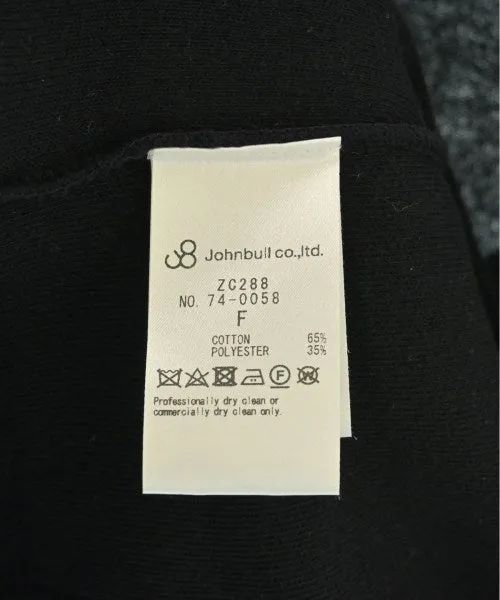 Johnbull co.,ltd.
ZC288
NO. 74-0058
F
COTTON 65%
POLYESTER 35%
F W
Professionally dry clean or
commercially dry clean only.